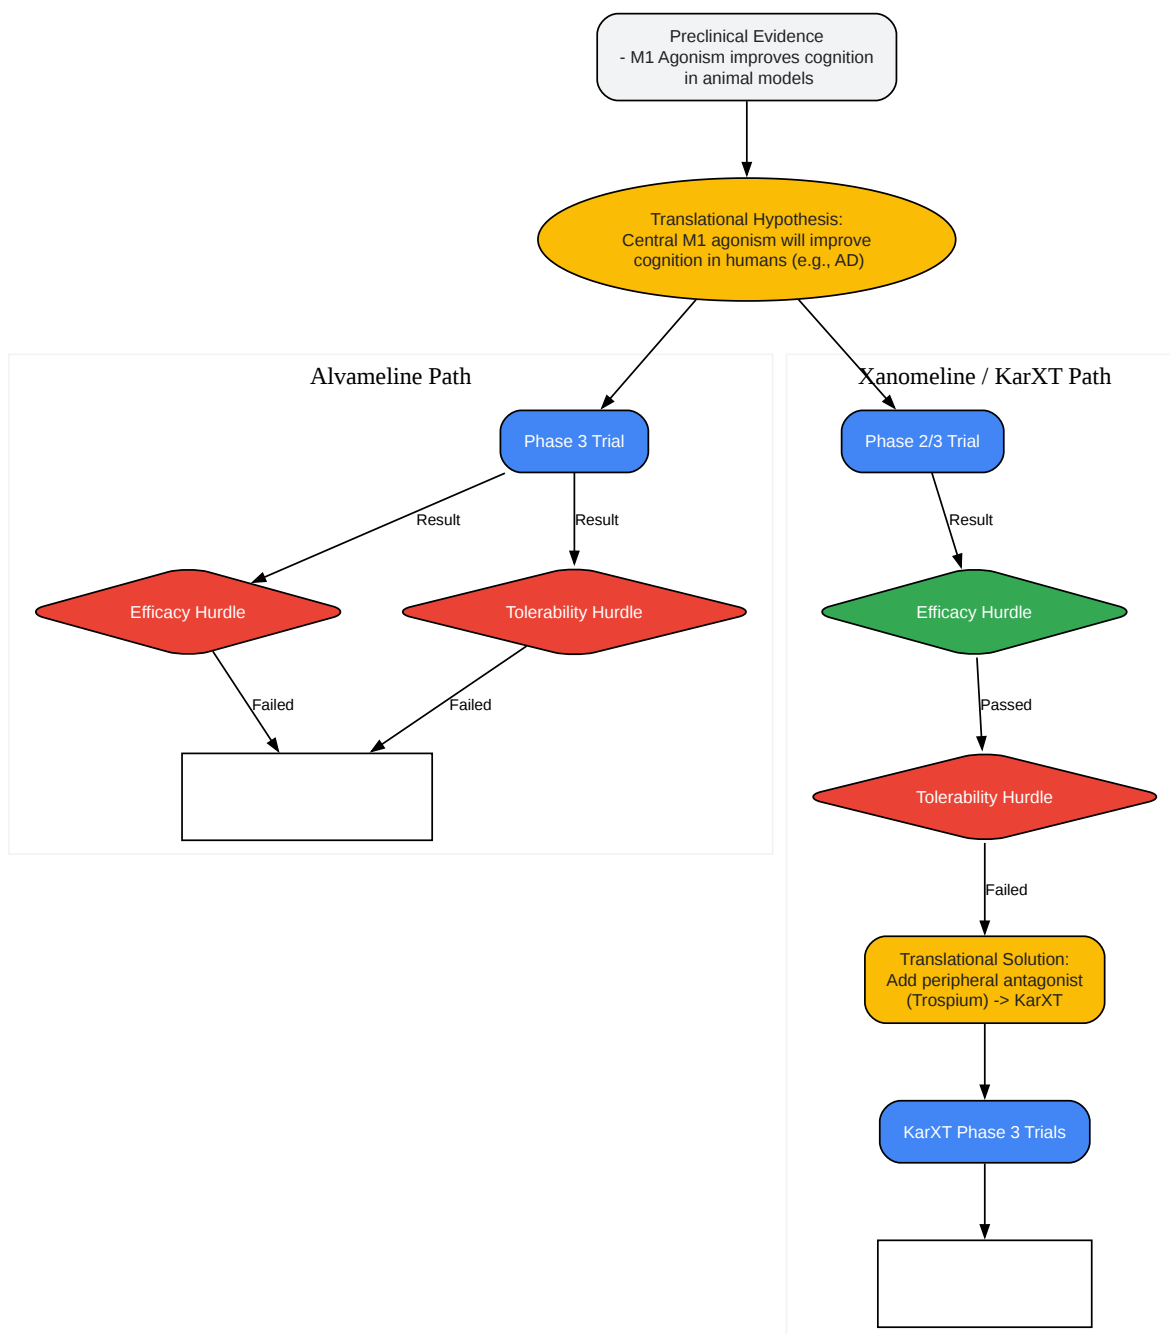 Preclinical Evidence
- M1 Agonism improves cognition
in animal models
Translational Hypothesis:
Central M1 agonism will improve
cognition in humans (e.g., AD)
Alvameline Path
Phase 3 Trial
Result
Result
Efficacy Hurdle
Tolerability Hurdle
Failed
Failed
Xanomeline / KarXT Path
Phase 2/3 Trial
Result
Efficacy Hurdle
Passed
Tolerability Hurdle
Failed
Translational Solution:
Add peripheral antagonist
(Trospium) -> KarXT
KarXT Phase 3 Trials